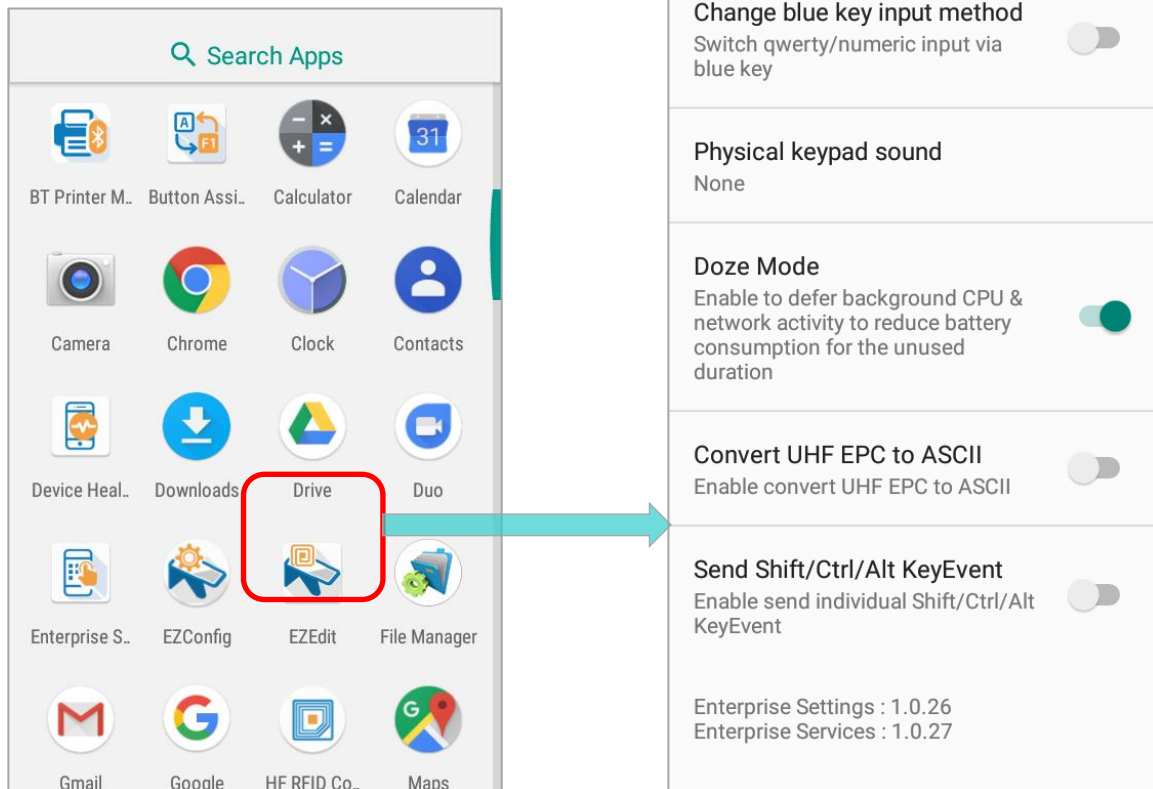 Search Apps
31
BT Printer M..
Button Assi..
Calculator
Calendar
Camera
Chrome
Clock
Contacts
Device Heal..
Downloads
Drive
Duo
Enterprise S..
EZConfig
EZEdit
File Manager
Gmail
Google
HF RFID Co..
Maps
Change blue key input method
Switch qwerty/numeric input via
blue key
Physical keypad sound
None
Doze Mode
Enable to defer background CPU &
network activity to reduce battery
consumption for the unused
duration
Convert UHF EPC to ASCII
Enable convert UHF EPC to ASCII
Send Shift/Ctrl/Alt KeyEvent
Enable send individual Shift/Ctrl/Alt
KeyEvent
Enterprise Settings : 1.0.26
Enterprise Services : 1.0.27